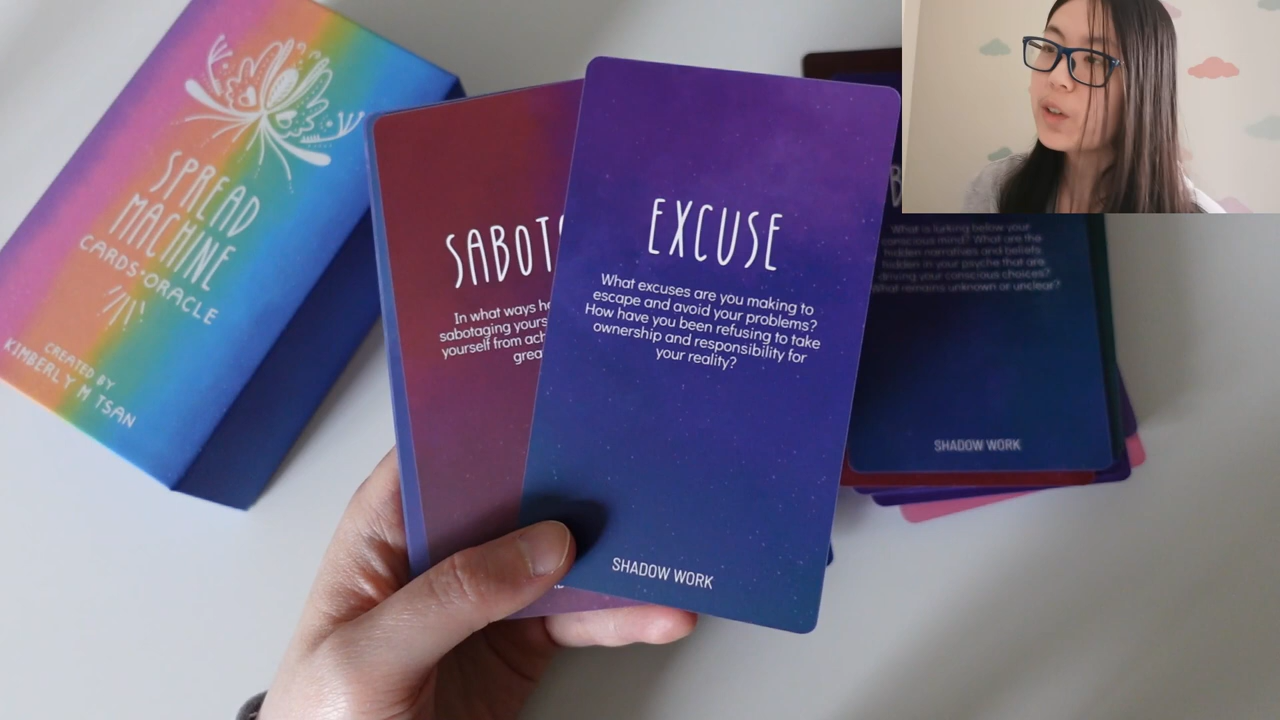 SPREAD
MACHINE
CARDS•ORACLE
CREATED BY
KIMBERLY M TSAN
SABOT
In what ways ha
sabotaging yours
yourself from ach
grea
EXCUSE
What excuses are you making to
escape and avoid your problems?
How have you been refusing to take
ownership and responsibility for
your reality?
SHADOW WORK
What is lurking below your
conscious mind? What are the
hidden narratives and beliefs
hidden in your psyche that are
driving your conscious choices?
What remains unknown or unclear?
SHADOW WORK